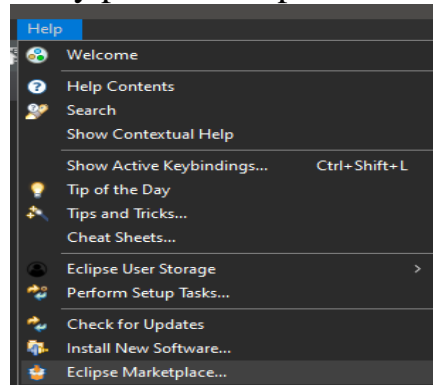 Help
Welcome
Help Contents
Search
Show Contextual Help
Show Active Keybindings... Ctrl+Shift+L
Tip of the Day
Tips and Tricks...
Cheat Sheets...
Eclipse User Storage >
Perform Setup Tasks...
Check for Updates
Install New Software...
Eclipse Marketplace...